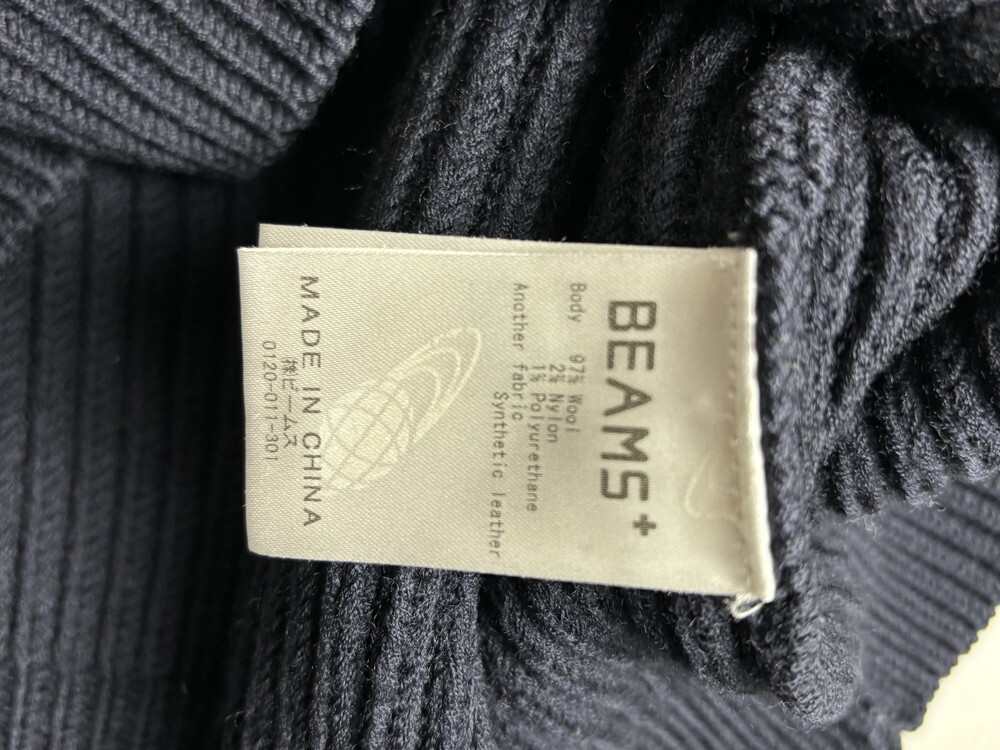 BEAMS+
Body 97% Wool
2% Nylon
1% Polyurethane
Another fabric
Synthetic leather
MADE IN CHINA
㈱ビームス
0120-011-301